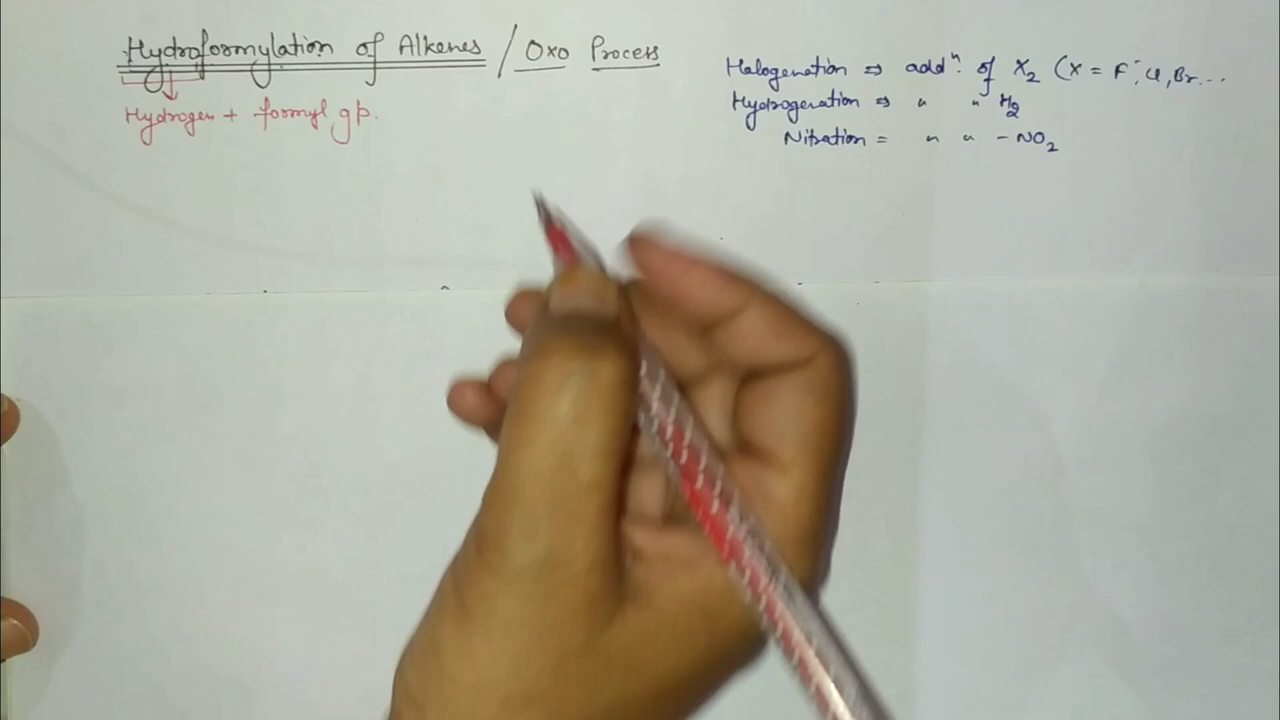 Hydroformylation of Alkenes / Oxo Process
Hydrogen + formyl gp.
Halogenation ⇒ addⁿ. of X₂ (X = F, Cl, Br...
Hydrogenation ⇒ " " H₂
Nitration = " " -NO₂